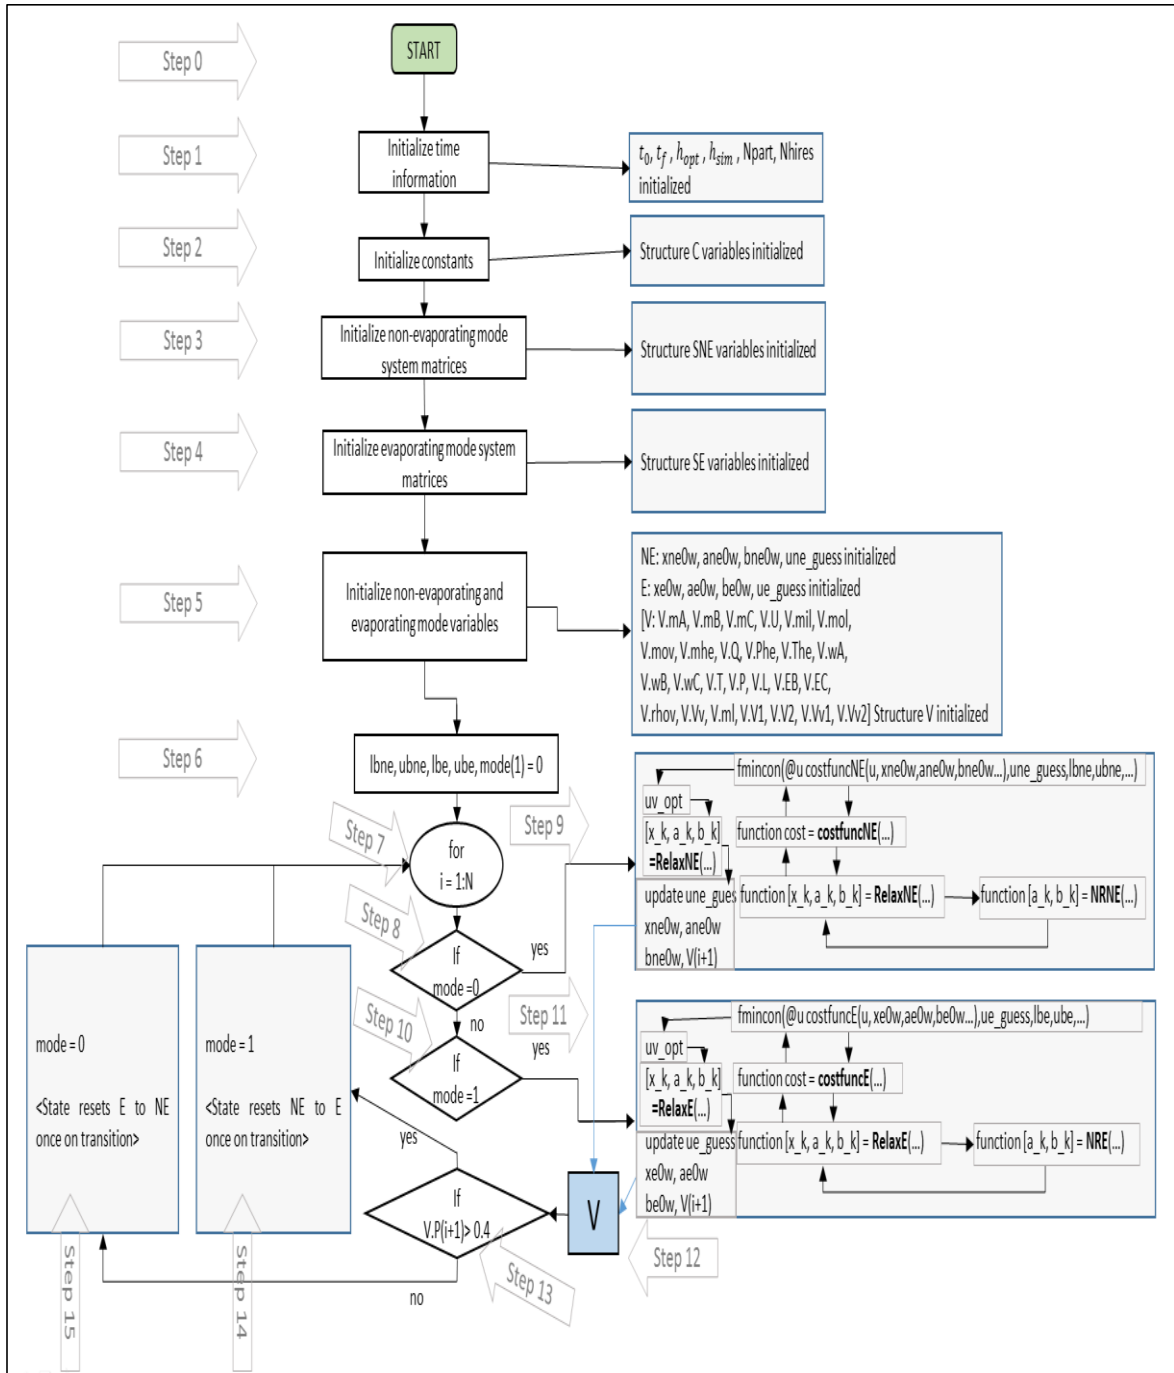 Step 0
START
Step 1
Initialize time
information
t₀, t_f , h_opt , h_sim , Npart, Nhires
initialized
Step 2
Initialize constants
Structure C variables initialized
Step 3
Initialize non-evaporating mode
system matrices
Structure SNE variables initialized
Step 4
Initialize evaporating mode system
matrices
Structure SE variables initialized
Step 5
Initialize non-evaporating and
evaporating mode variables
NE: xne0w, ane0w, bne0w, une_guess initialized
E: xe0w, ae0w, be0w, ue_guess initialized
[V: V.mA, V.mB, V.mC, V.U, V.mil, V.mol,
V.mov, V.mhe, V.Q, V.Phe, V.The, V.wA,
V.wB, V.wC, V.T, V.P, V.L, V.EB, V.EC,
V.rhov, V.Vv, V.ml, V.V1, V.V2, V.Vv1, V.Vv2] Structure V initialized
Step 6
lbne, ubne, lbe, ube, mode(1) = 0
Step 7
for
i = 1:N
Step 8
If
mode =0
yes
no
Step 9
fmincon(@u costfuncNE(u, xne0w,ane0w,bne0w...),une_guess,lbne,ubne,...)
uv_opt
[x_k, a_k, b_k]
=RelaxNE(...)
function cost = costfuncNE(...)
update une_gues
xne0w, ane0w
bne0w, V(i+1)
function [x_k, a_k, b_k] = RelaxNE(...)
function [a_k, b_k] = NRNE(...)
Step 10
If
mode =1
Step 11
yes
fmincon(@u costfuncE(u, xe0w,ae0w,be0w...),ue_guess,lbe,ube,...)
uv_opt
[x_k, a_k, b_k]
=RelaxE(...)
function cost = costfuncE(...)
update ue_guess
xe0w, ae0w
be0w, V(i+1)
function [x_k, a_k, b_k] = RelaxE(...)
function [a_k, b_k] = NRE(...)
V
Step 12
If
V.P(i+1)> 0.4
Step 13
yes
no
mode = 1
<State resets NE to E
once on transition>
Step 14
mode = 0
<State resets E to NE
once on transition>
Step 15